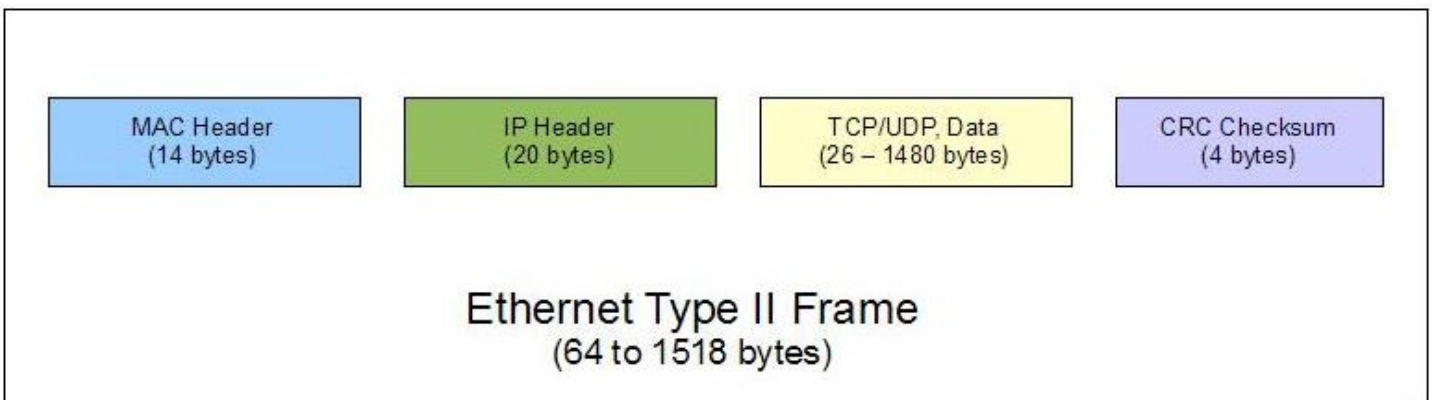 MAC Header
(14 bytes)
IP Header
(20 bytes)
TCP/UDP, Data
(26 – 1480 bytes)
CRC Checksum
(4 bytes)
Ethernet Type II Frame
(64 to 1518 bytes)